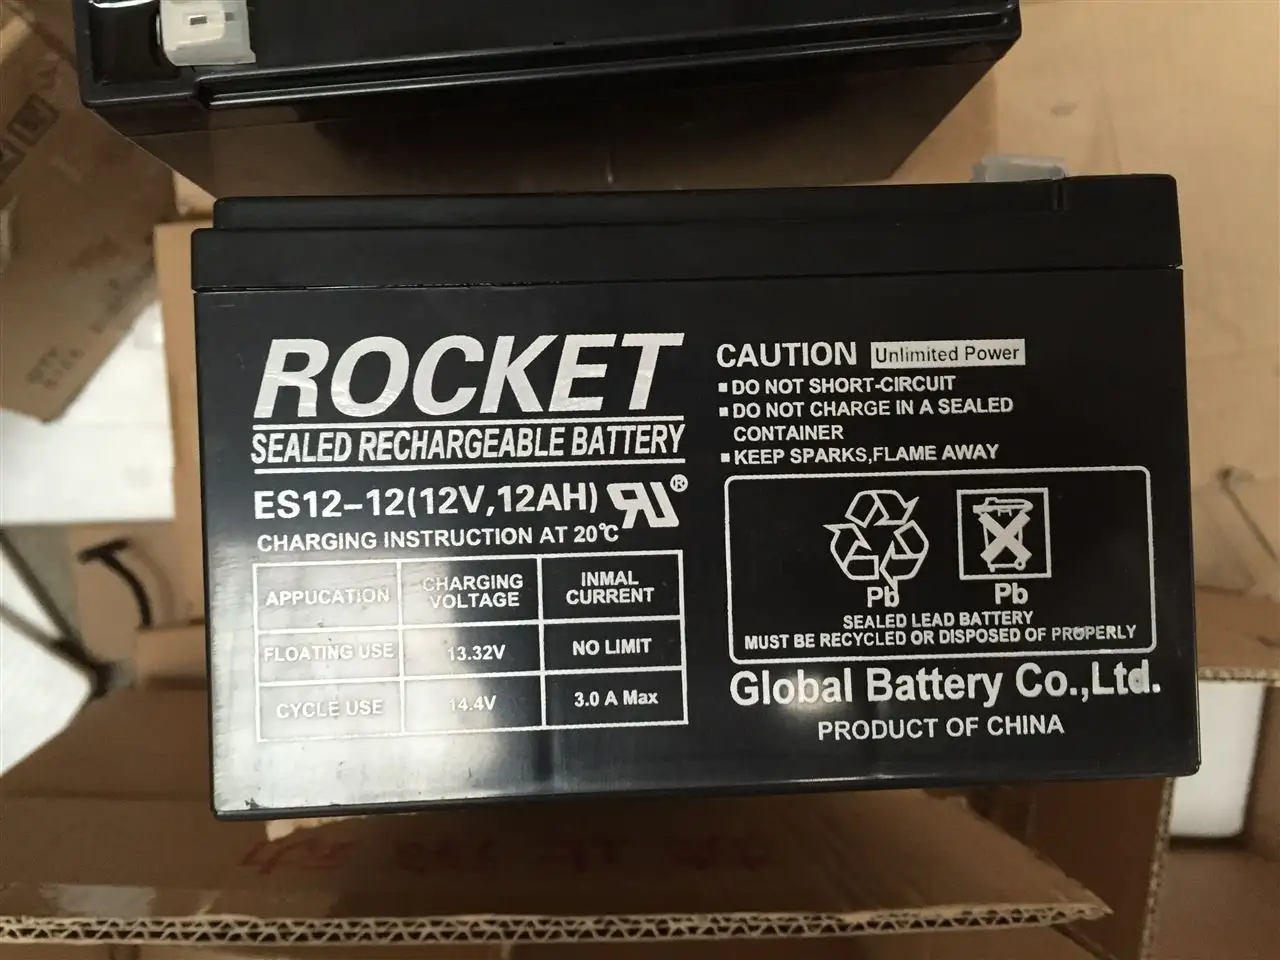 ROCKET
SEALED RECHARGEABLE BATTERY
ES12-12(12V,12AH) ®
CHARGING INSTRUCTION AT 20℃
APPUCATION CHARGING VOLTAGE INMAL CURRENT
FLOATING USE 13.32V NO LIMIT
CYCLE USE 14.4V 3.0 A Max
CAUTION Unlimited Power
■ DO NOT SHORT-CIRCUIT
■ DO NOT CHARGE IN A SEALED
CONTAINER
■ KEEP SPARKS,FLAME AWAY
Pb Pb
SEALED LEAD BATTERY
MUST BE RECYCLED OR DISPOSED OF PROPERLY
Global Battery Co.,Ltd.
PRODUCT OF CHINA